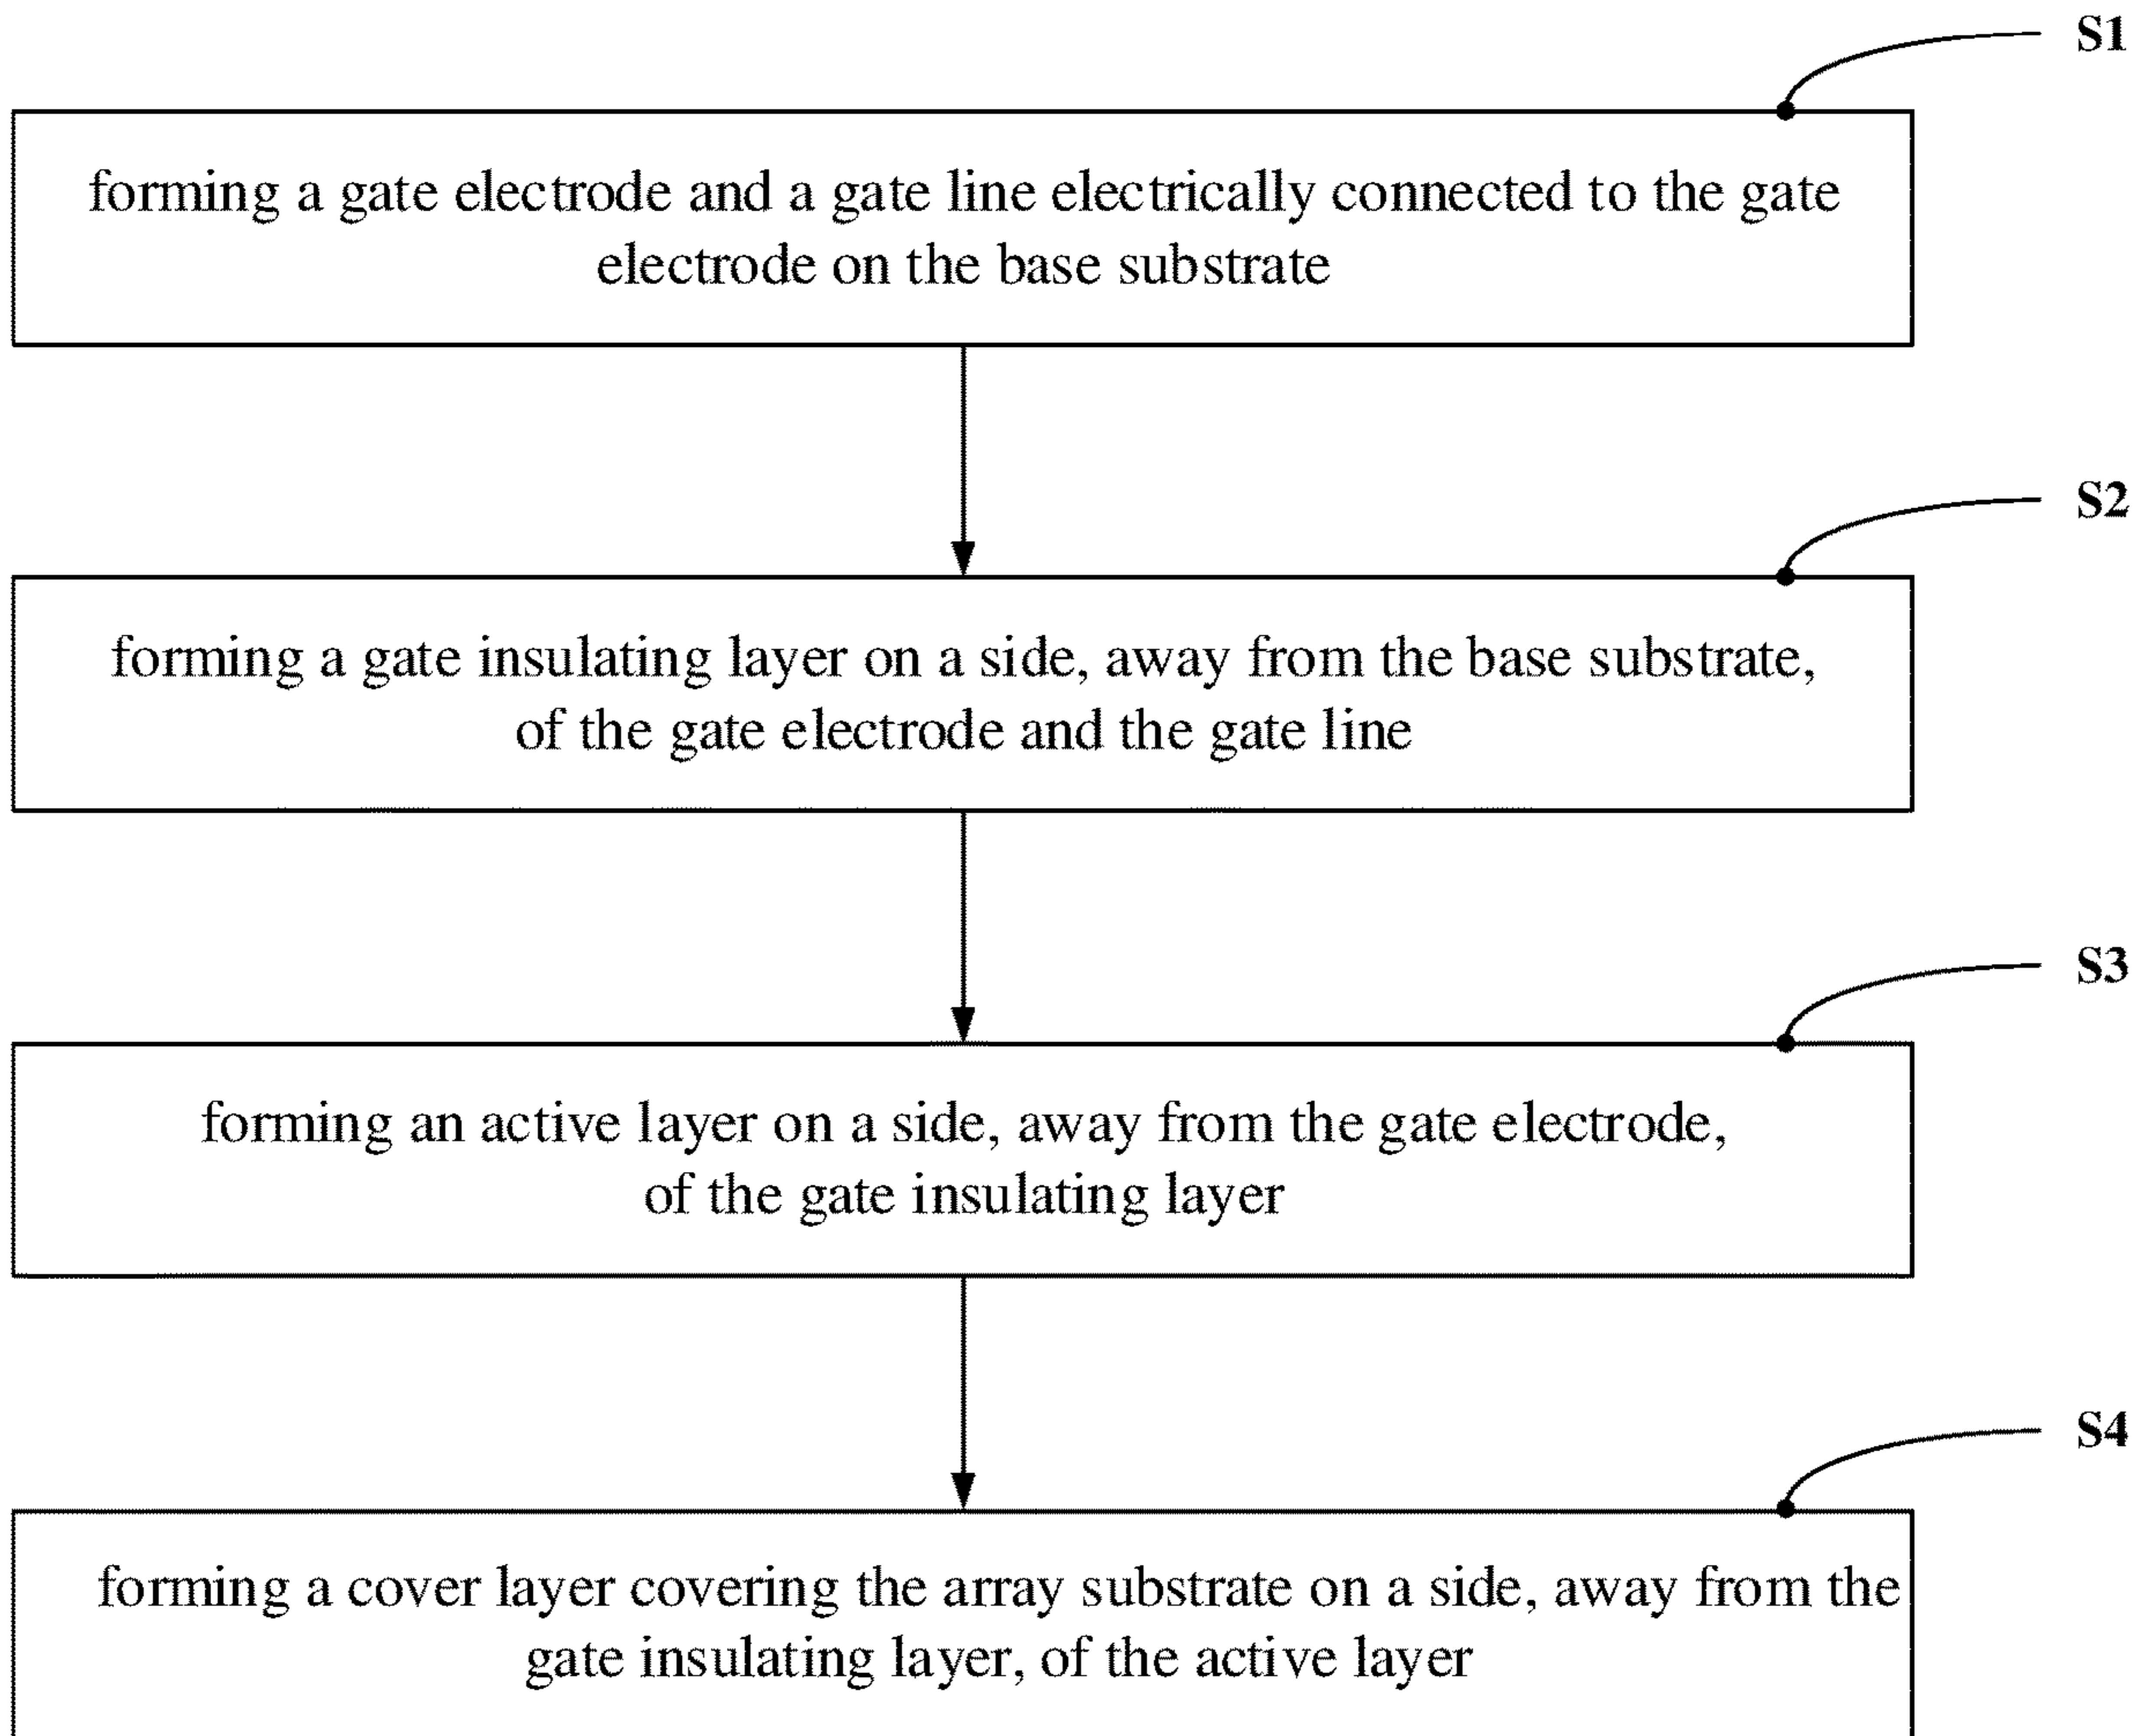 S1
forming a gate electrode and a gate line electrically connected to the gate
electrode on the base substrate
S2
forming a gate insulating layer on a side, away from the base substrate,
of the gate electrode and the gate line
S3
forming an active layer on a side, away from the gate electrode,
of the gate insulating layer
S4
forming a cover layer covering the array substrate on a side, away from the
gate insulating layer, of the active layer